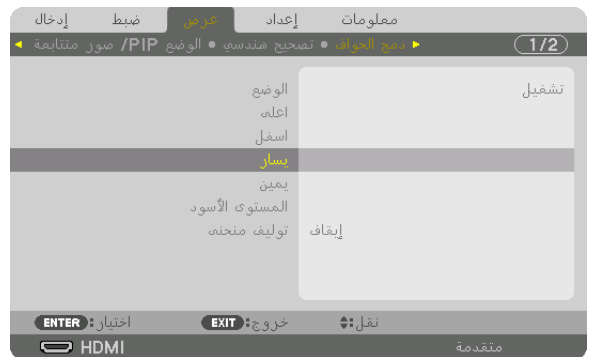 إدخال ضبط عرض إعداد معلومات
◄ دمج الحواف • تصحيح هندسي • الوضع PIP/ صور متتابعة ► 1/2
الوضع تشغيل
اعلى
اسفل
يسار
يمين
المستوى الأسود
توليف منحنى إيقاف
ENTER: اختيار EXIT: خروج نقل:
HDMI متقدمة